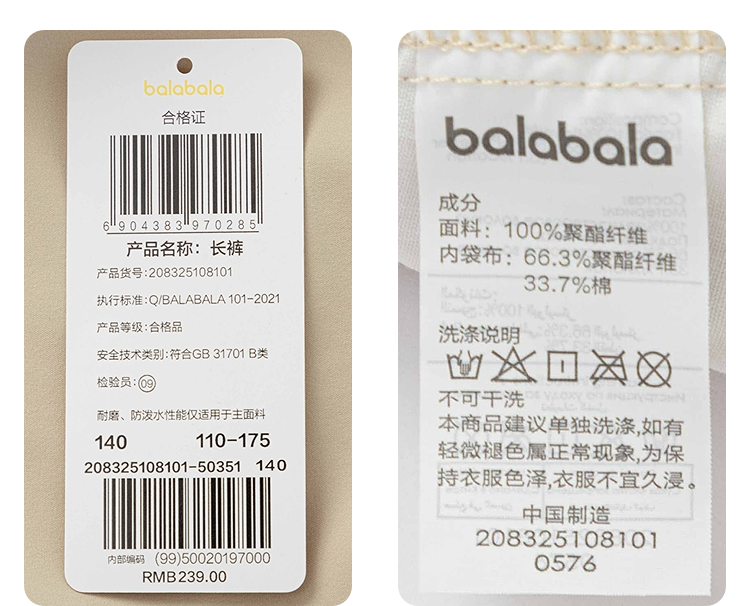 balabala
合格证
6 904383 970285
产品名称：长裤
产品货号:208325108101
执行标准:Q/BALABALA 101-2021
产品等级:合格品
安全技术类别:符合GB 31701 B类
检验员:09
耐磨、防泼水性能仅适用于主面料
140 110-175
208325108101-50351 140
内部编码 (99)50020197000
RMB239.00
balabala
成分
面料：100%聚酯纤维
内袋布：66.3%聚酯纤维
33.7%棉
洗涤说明
不可干洗
本商品建议单独洗涤,如有
轻微褪色属正常现象,为保
持衣服色泽,衣服不宜久浸。
中国制造
208325108101
0576